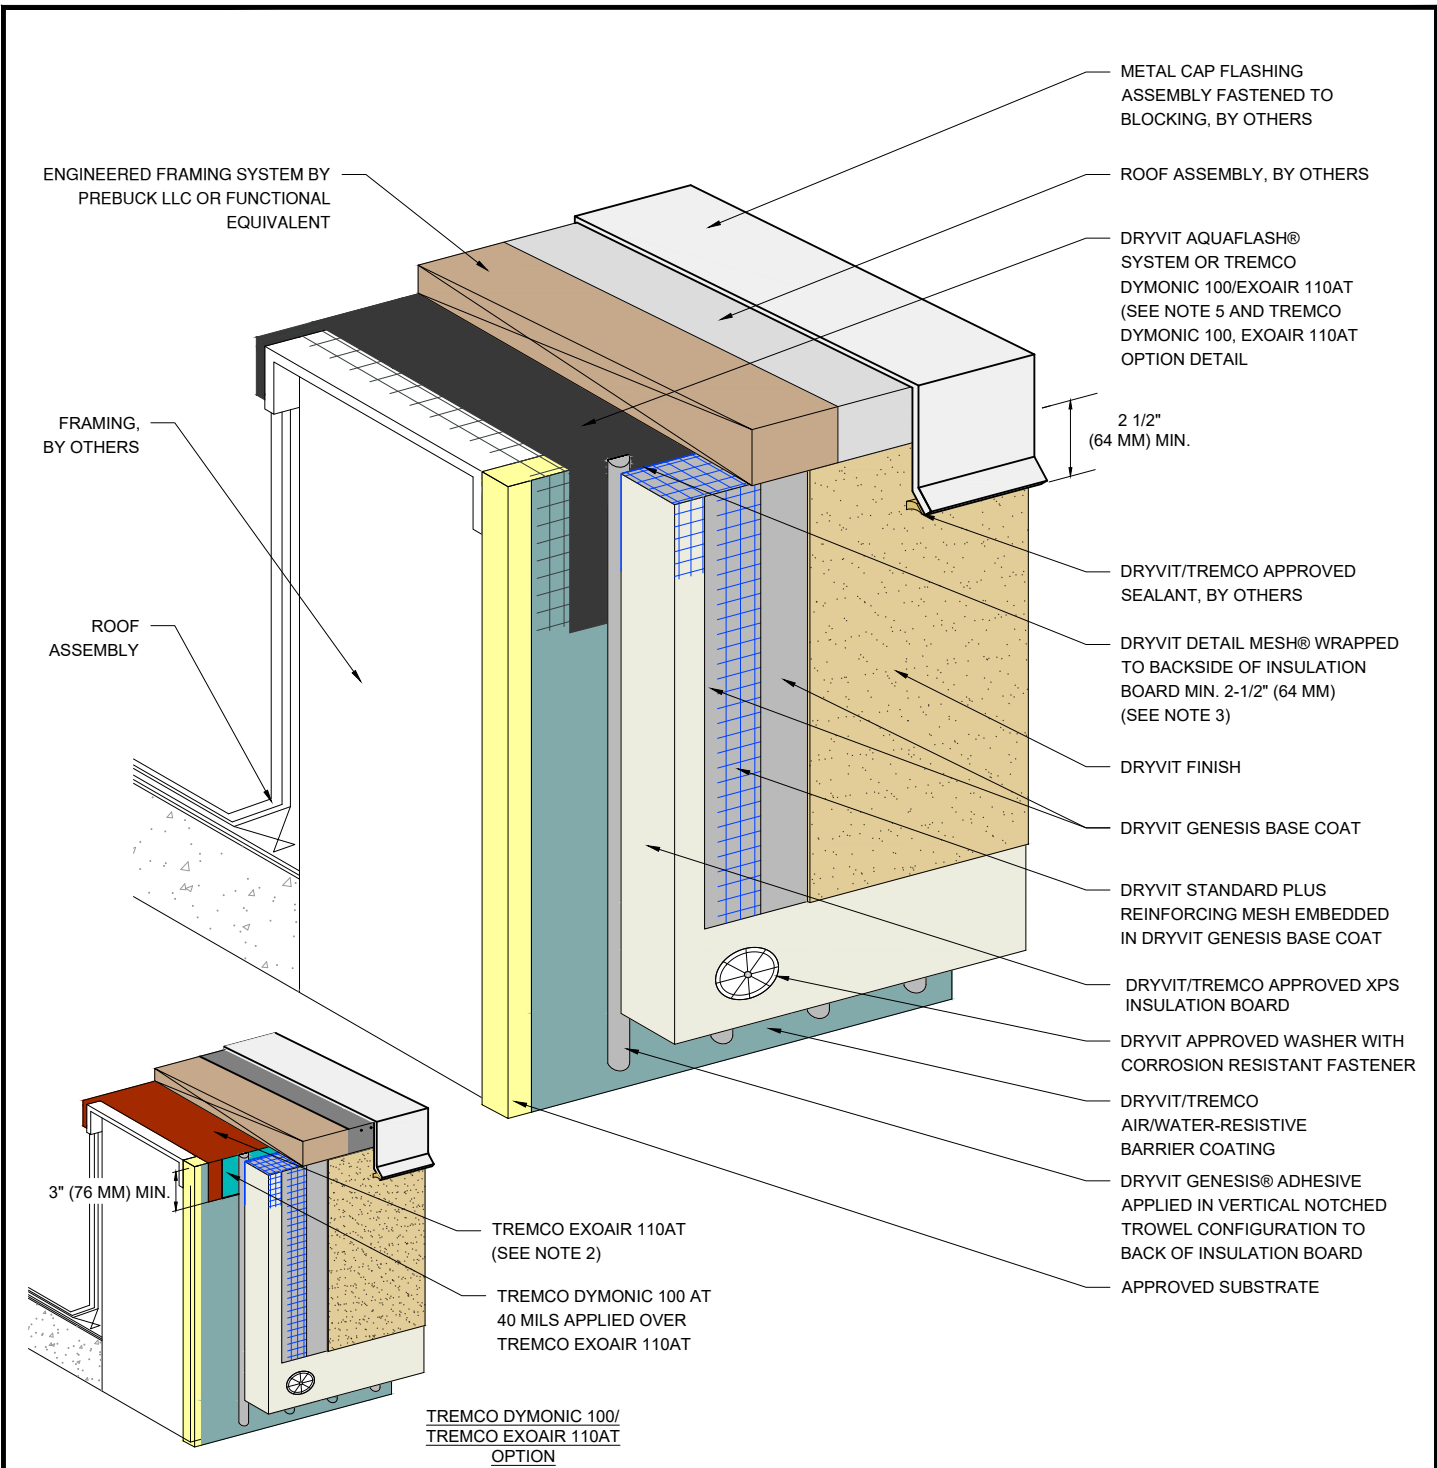 METAL CAP FLASHING
ASSEMBLY FASTENED TO
BLOCKING, BY OTHERS
ENGINEERED FRAMING SYSTEM BY
PREBUCK LLC OR FUNCTIONAL
EQUIVALENT
ROOF ASSEMBLY, BY OTHERS
DRYVIT AQUAFLASH®
SYSTEM OR TREMCO
DYMONIC 100/EXOAIR 110AT
(SEE NOTE 5 AND TREMCO
DYMONIC 100, EXOAIR 110AT
OPTION DETAIL
FRAMING,
BY OTHERS
2 1/2"
(64 MM) MIN.
DRYVIT/TREMCO APPROVED
SEALANT, BY OTHERS
ROOF
ASSEMBLY
DRYVIT DETAIL MESH® WRAPPED
TO BACKSIDE OF INSULATION
BOARD MIN. 2-1/2" (64 MM)
(SEE NOTE 3)
DRYVIT FINISH
DRYVIT GENESIS BASE COAT
DRYVIT STANDARD PLUS
REINFORCING MESH EMBEDDED
IN DRYVIT GENESIS BASE COAT
DRYVIT/TREMCO APPROVED XPS
INSULATION BOARD
DRYVIT APPROVED WASHER WITH
CORROSION RESISTANT FASTENER
DRYVIT/TREMCO
AIR/WATER-RESISTIVE
BARRIER COATING
DRYVIT GENESIS® ADHESIVE
APPLIED IN VERTICAL NOTCHED
TROWEL CONFIGURATION TO
BACK OF INSULATION BOARD
APPROVED SUBSTRATE
3" (76 MM) MIN.
TREMCO EXOAIR 110AT
(SEE NOTE 2)
TREMCO DYMONIC 100 AT
40 MILS APPLIED OVER
TREMCO EXOAIR 110AT
TREMCO DYMONIC 100/
TREMCO EXOAIR 110AT
OPTION